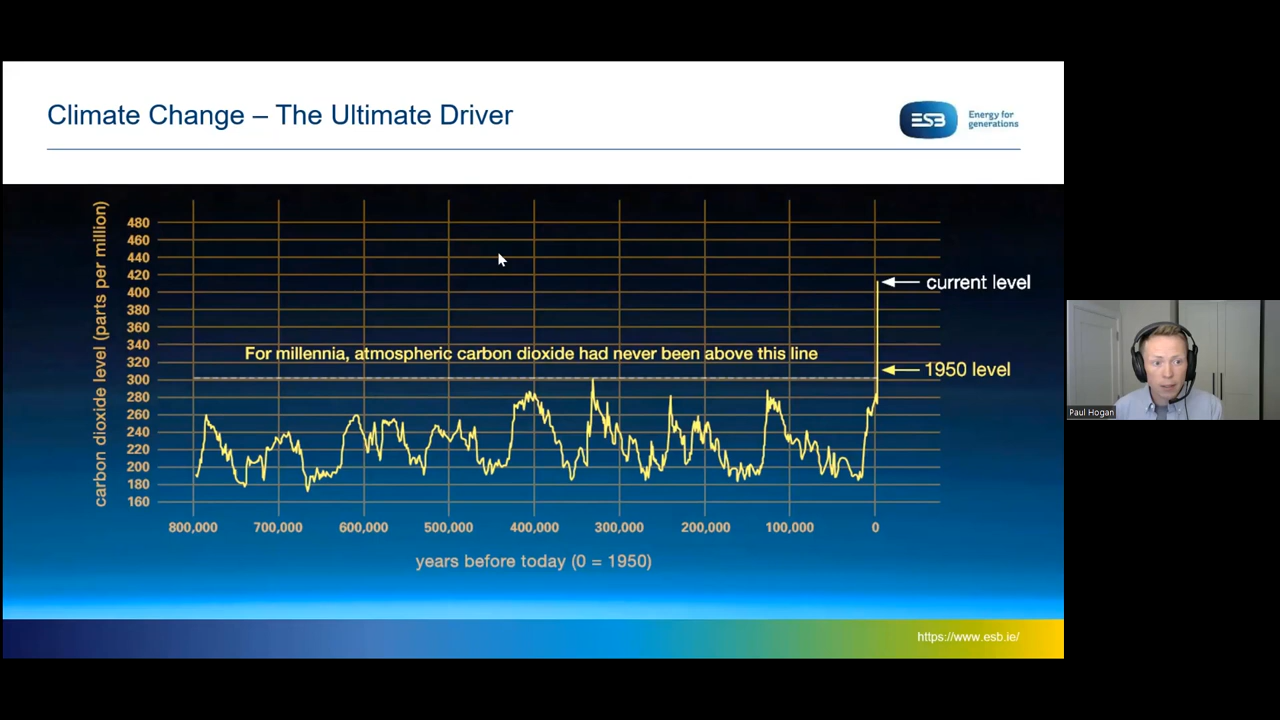 Climate Change – The Ultimate Driver
ESB
Energy for
generations
carbon dioxide level (parts per million)
480
460
440
420
400
380
360
340
320
300
280
260
240
220
200
180
160
current level
For millennia, atmospheric carbon dioxide had never been above this line
1950 level
800,000
700,000
600,000
500,000
400,000
300,000
200,000
100,000
0
years before today (0 = 1950)
https://www.esb.ie/
Paul Hogan